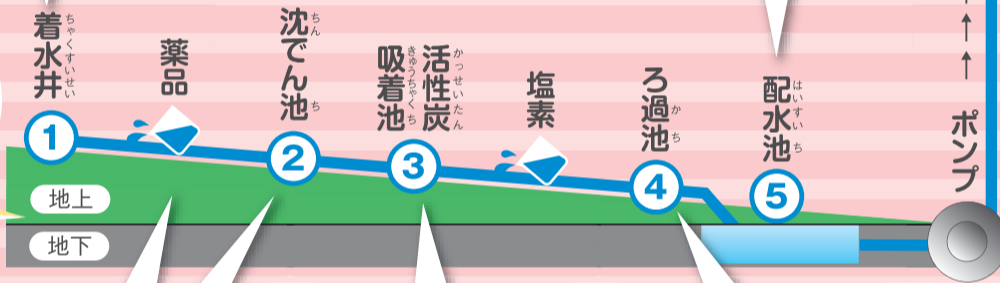 着水井
ちゃくすいせい
薬品
沈でん池
ちん
ち
活性炭
かっせいたん
吸着池
きゅうちゃくち
塩素
ろ過池
かち
配水池
はいすいち
ポンプ
↑
↑
1
2
3
4
5
地上
地下